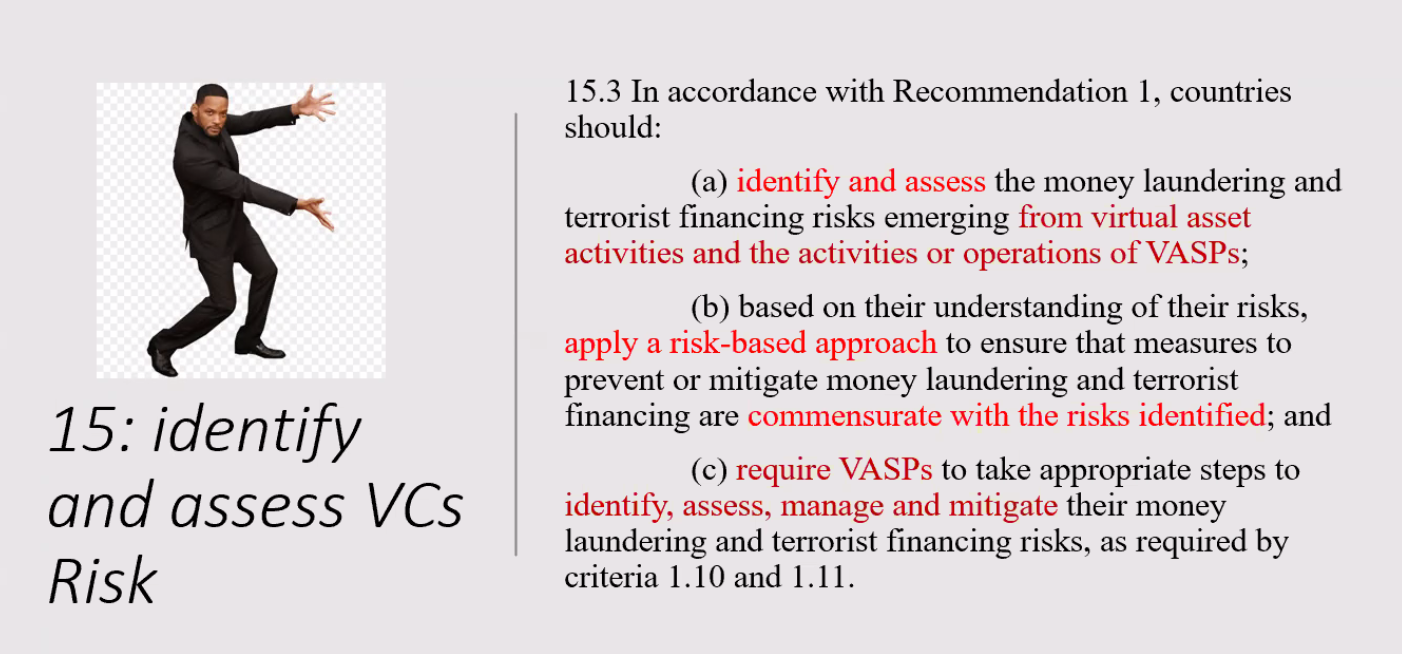 15: identify
and assess VCs
Risk
15.3 In accordance with Recommendation 1, countries
should:
(a) identify and assess the money laundering and
terrorist financing risks emerging from virtual asset
activities and the activities or operations of VASPs;
(b) based on their understanding of their risks,
apply a risk-based approach to ensure that measures to
prevent or mitigate money laundering and terrorist
financing are commensurate with the risks identified; and
(c) require VASPs to take appropriate steps to
identify, assess, manage and mitigate their money
laundering and terrorist financing risks, as required by
criteria 1.10 and 1.11.